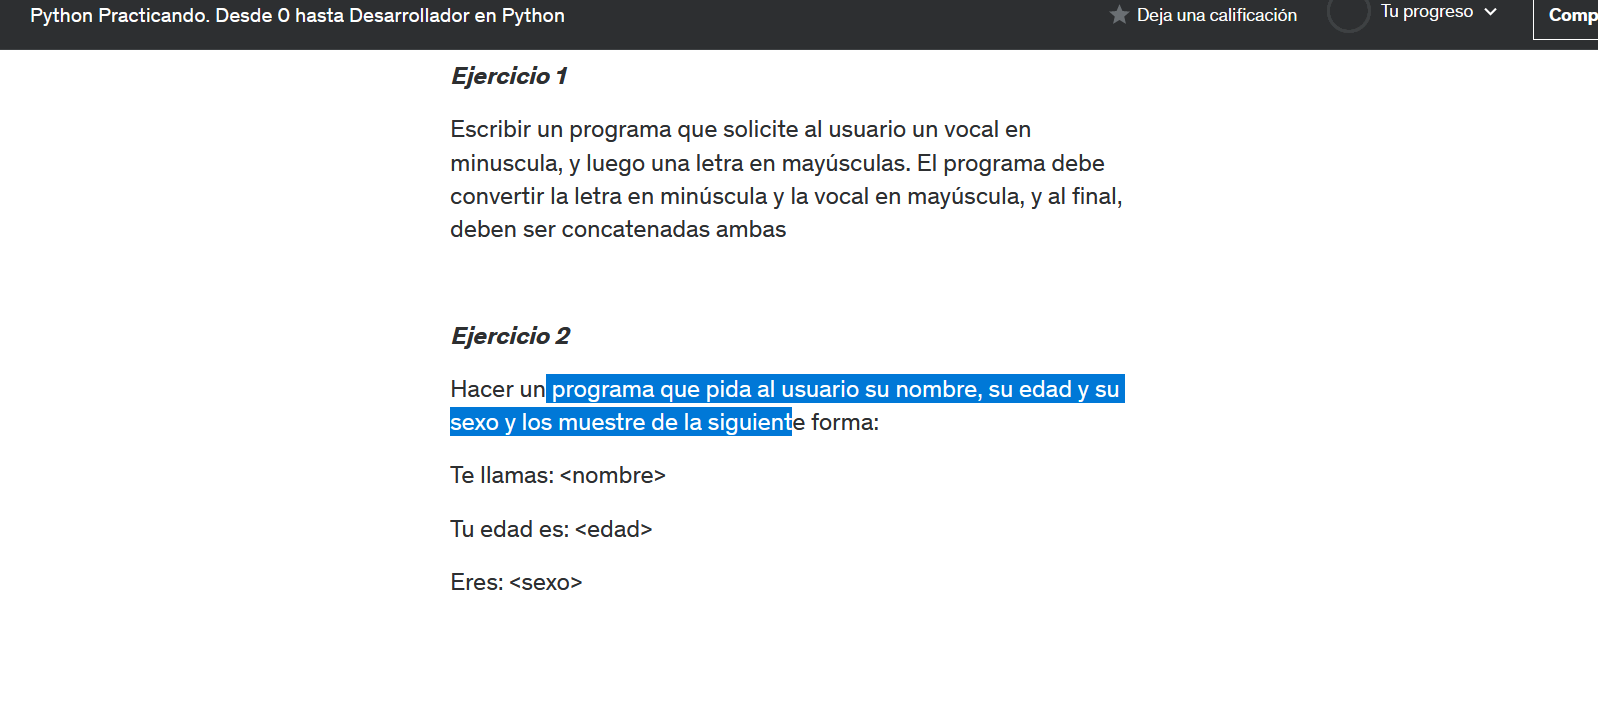 Python Practicando. Desde 0 hasta Desarrollador en Python
Deja una calificación
Tu progreso
Comp
Ejercicio 1
Escribir un programa que solicite al usuario un vocal en
minuscula, y luego una letra en mayúsculas. El programa debe
convertir la letra en minúscula y la vocal en mayúscula, y al final,
deben ser concatenadas ambas
Ejercicio 2
Hacer un programa que pida al usuario su nombre, su edad y su
sexo y los muestre de la siguiente forma:
Te llamas: <nombre>
Tu edad es: <edad>
Eres: <sexo>